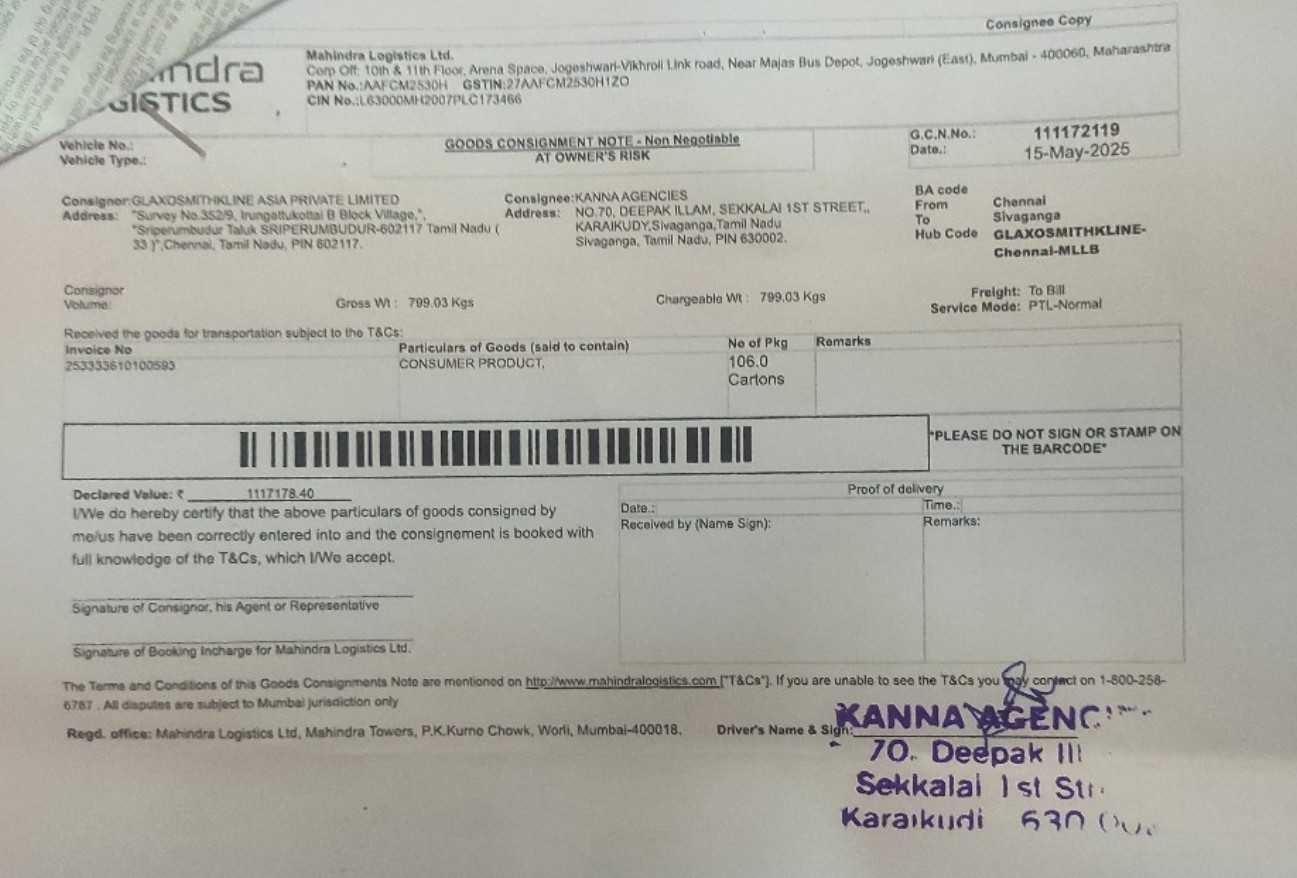 Consignee Copy
Mahindra Logistics Ltd.
Corp Off: 10th & 11th Floor, Arena Space, Jogeshwari-Vikhroli Link road, Near Majas Bus Depot, Jogeshwari (East), Mumbai - 400060, Maharashtra
PAN No.:AAFCM2530H GSTIN:27AAFCM2530H1ZO
CIN No.:L63000MH2007PLC173466
Vehicle No.:
Vehicle Type.:
GOODS CONSIGNMENT NOTE - Non Negotiable
AT OWNER'S RISK
G.C.N.No.: 111172119
Date.: 15-May-2025
Consignor:GLAXOSMITHKLINE ASIA PRIVATE LIMITED
Address: "Survey No.352/9, Irungattukottai B Block Village,",
"Sriperumbudur Taluk SRIPERUMBUDUR-602117 Tamil Nadu (
33 )",Chennai, Tamil Nadu, PIN 602117.
Consignee:KANNA AGENCIES
Address: NO.70, DEEPAK ILLAM, SEKKALAI 1ST STREET,,
KARAIKUDY,Sivaganga,Tamil Nadu
Sivaganga, Tamil Nadu, PIN 630002.
BA code
From Chennai
To Sivaganga
Hub Code GLAXOSMITHKLINE-
Chennai-MLLB
Consignor
Volume:
Gross Wt : 799.03 Kgs
Chargeable Wt : 799.03 Kgs
Freight: To Bill
Service Mode: PTL-Normal
Received the goods for transportation subject to the T&Cs:
Invoice No Particulars of Goods (said to contain) No of Pkg Remarks
253333610100593 CONSUMER PRODUCT, 106.0
Cartons
"PLEASE DO NOT SIGN OR STAMP ON
THE BARCODE"
Declared Value: ₹ 1117178.40
I/We do hereby certify that the above particulars of goods consigned by
me/us have been correctly entered into and the consignement is booked with
full knowledge of the T&Cs, which I/We accept.
Signature of Consignor, his Agent or Representative
Signature of Booking Incharge for Mahindra Logistics Ltd.
Proof of delivery
Date.: Time.:
Received by (Name Sign): Remarks:
The Terms and Conditions of this Goods Consignments Note are mentioned on http://www.mahindralogistics.com ["T&Cs"]. If you are unable to see the T&Cs you may contact on 1-800-258-
6787 . All disputes are subject to Mumbai jurisdiction only
Regd. office: Mahindra Logistics Ltd, Mahindra Towers, P.K.Kurne Chowk, Worli, Mumbai-400018. Driver's Name & Sign:
KANNA
70. Deepak
Sekkalai 1st
Karaikudi